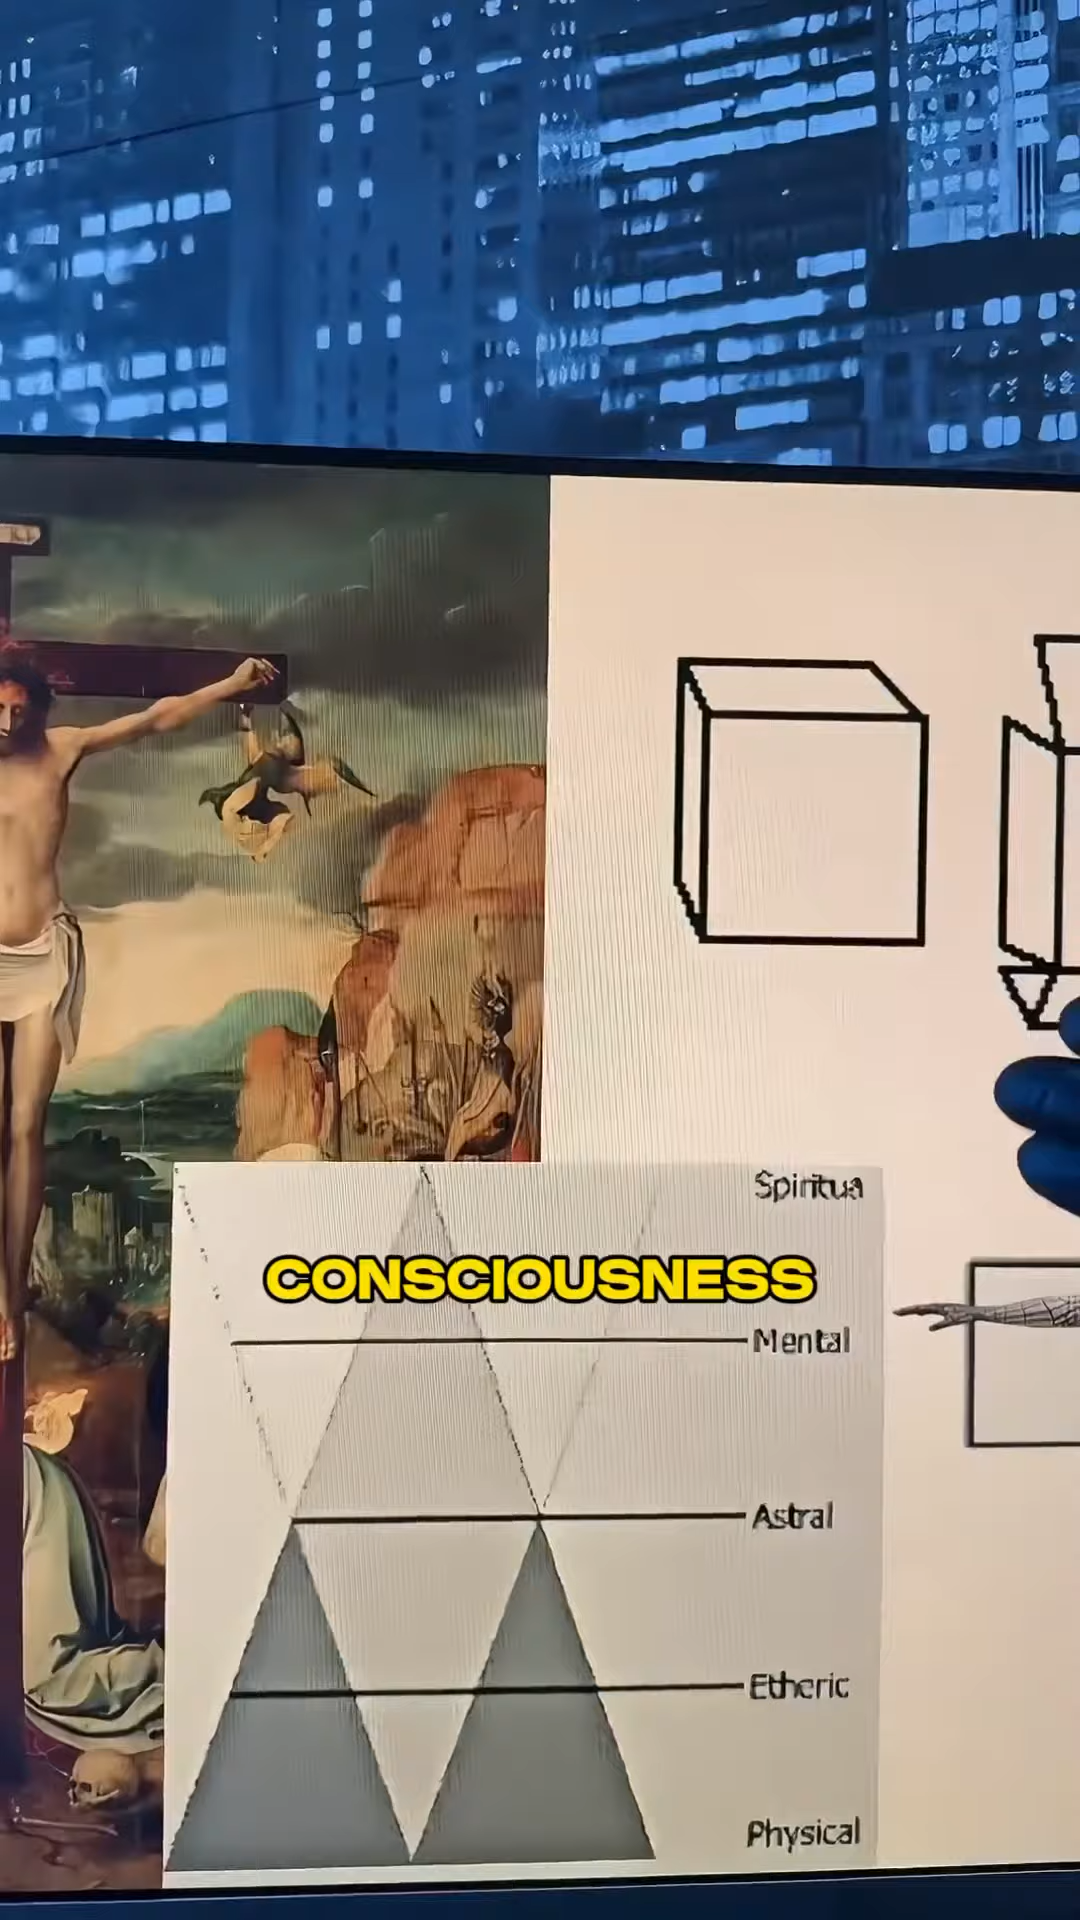 Spiritua
CONSCIOUSNESS
Mental
Astral
Etheric
Physical